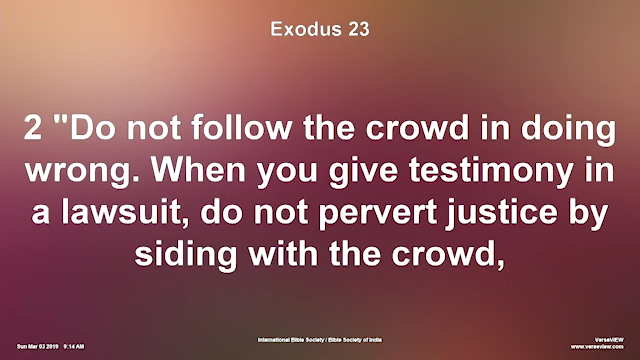 Exodus 23
2 "Do not follow the crowd in doing
wrong. When you give testimony in
a lawsuit, do not pervert justice by
siding with the crowd,
Sun Mar 03 2019 9:14 AM
International Bible Society / Bible Society of India
VerseVIEW
www.verseview.com